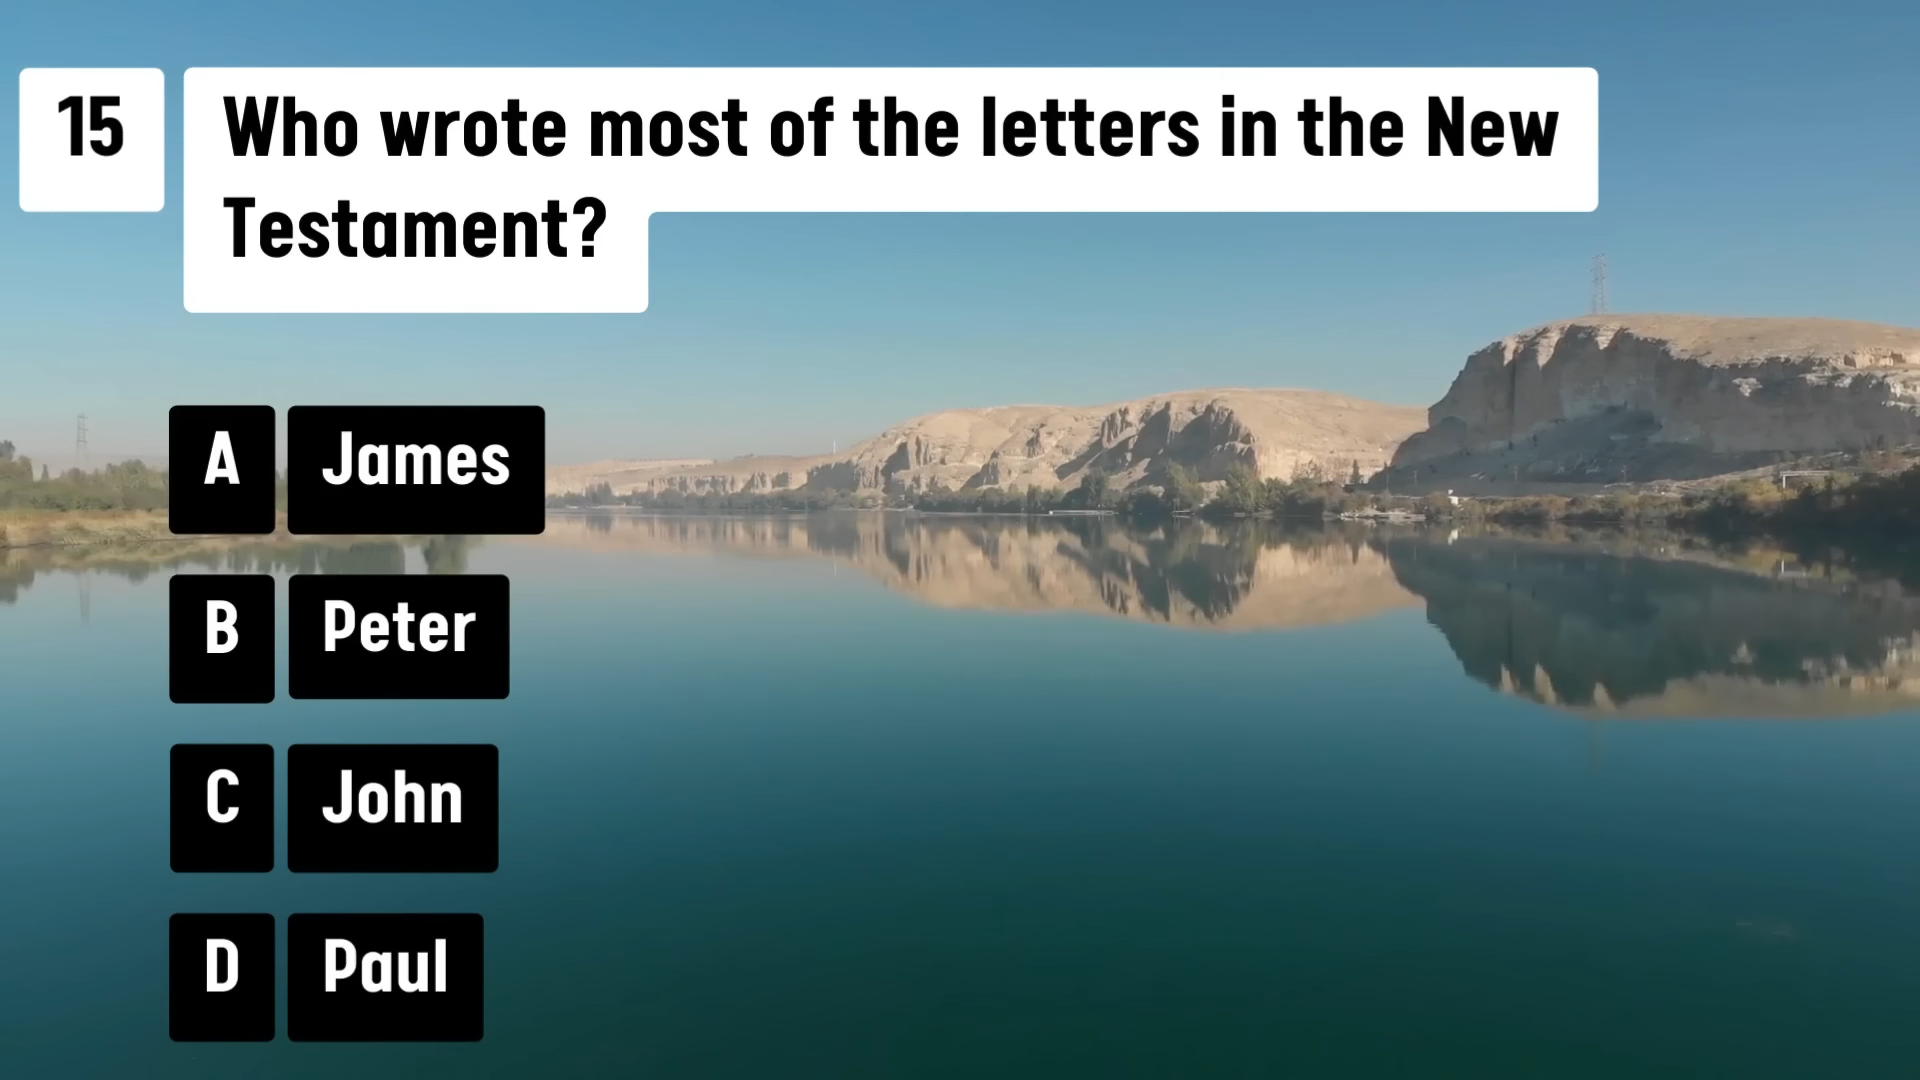 15
Who wrote most of the letters in the New
Testament?
A James
B Peter
C John
D Paul